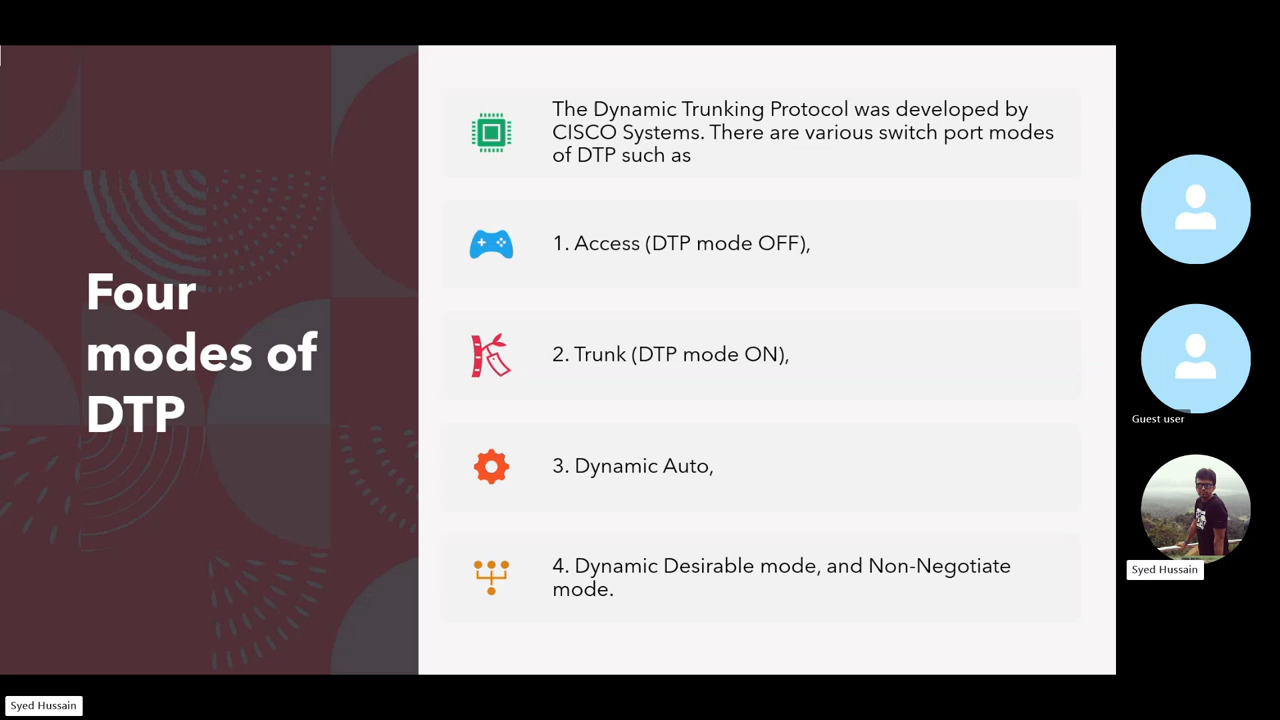 Four
modes of
DTP
The Dynamic Trunking Protocol was developed by
CISCO Systems. There are various switch port modes
of DTP such as
1. Access (DTP mode OFF),
2. Trunk (DTP mode ON),
3. Dynamic Auto,
4. Dynamic Desirable mode, and Non-Negotiate
mode.
Guest user
Syed Hussain
Syed Hussain